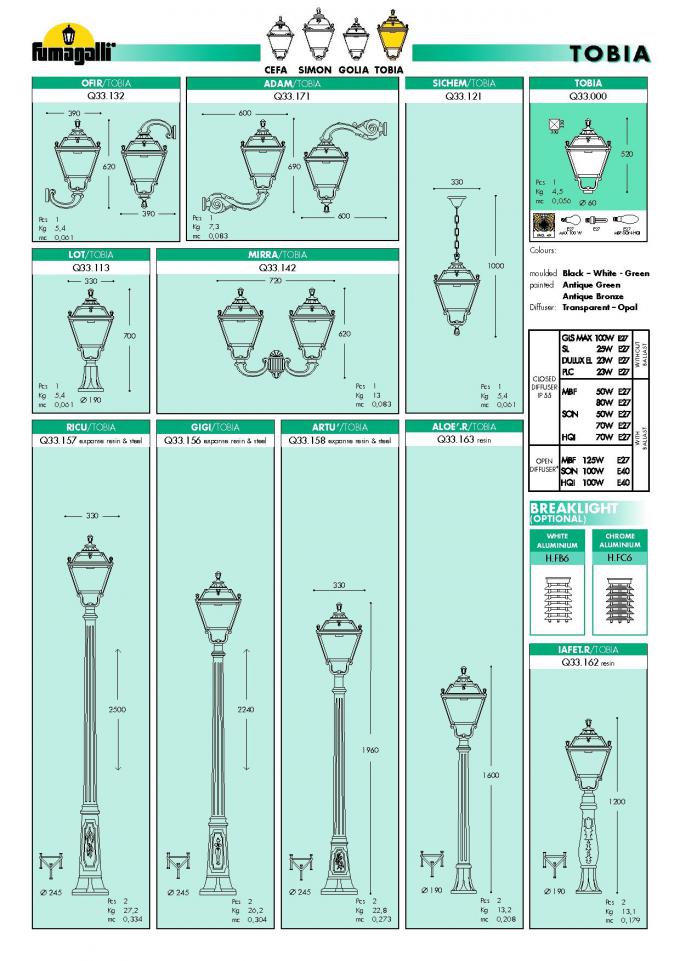 fumagalli
CEFA SIMON GOLIA TOBIA
TOBIA
OFIR/TOBIA
Q33.132
390
620
390
Pcs 1
Kg 5,4
mc 0,061
ADAM/TOBIA
Q33.171
600
690
600
Pcs 1
Kg 7,3
mc 0,083
SICHEM/TOBIA
Q33.121
330
1000
Pcs 1
Kg 5,4
mc 0,061
TOBIA
Q33.000
330
330
520
Pcs 1
Kg 4,5
mc 0,056 Ø 60
E27
MAX 100 W
E27
E27
MBF-SON-HQI
LOT/TOBIA
Q33.113
330
700
Pcs 1
Kg 5,4
mc 0,061
Ø 190
MIRRA/TOBIA
Q33.142
720
620
Pcs 1
Kg 13
mc 0,083
Colours:
moulded Black – White - Green
painted Antique Green
Antique Bronze
Diffuser: Transparent – Opal
CLOSED
DIFFUSER
IP 55
GLS MAX 100W E27
SL 25W E27
DULUX EL 23W E27
PLC 23W E27
WITHOUT
BALLAST
MBF 50W E27
80W E27
SON 50W E27
70W E27
HQI 70W E27
WITH
BALLAST
OPEN
DIFFUSER*
MBF 125W E27
SON 100W E40
HQI 100W E40
RICU/TOBIA
Q33.157 expanse resin & steel
330
2500
Ø 245
Pcs 2
Kg 27,2
mc 0,334
GIGI/TOBIA
Q33.156 expanse resin & steel
2240
Ø 245
Pcs 2
Kg 26,2
mc 0,304
ARTU'/TOBIA
Q33.158 expanse resin & steel
330
1960
Ø 245
Pcs 2
Kg 22,8
mc 0,273
ALOE'.R/TOBIA
Q33.163 resin
1600
Ø 190
Pcs 2
Kg 13,2
mc 0,208
BREAKLIGHT
(OPTIONAL)
WHITE
ALUMINIUM
H.FB6
CHROME
ALUMINIUM
H.FC6
IAFET.R/TOBIA
Q33.162 resin
1200
Ø 190
Pcs 2
Kg 13,1
mc 0,179